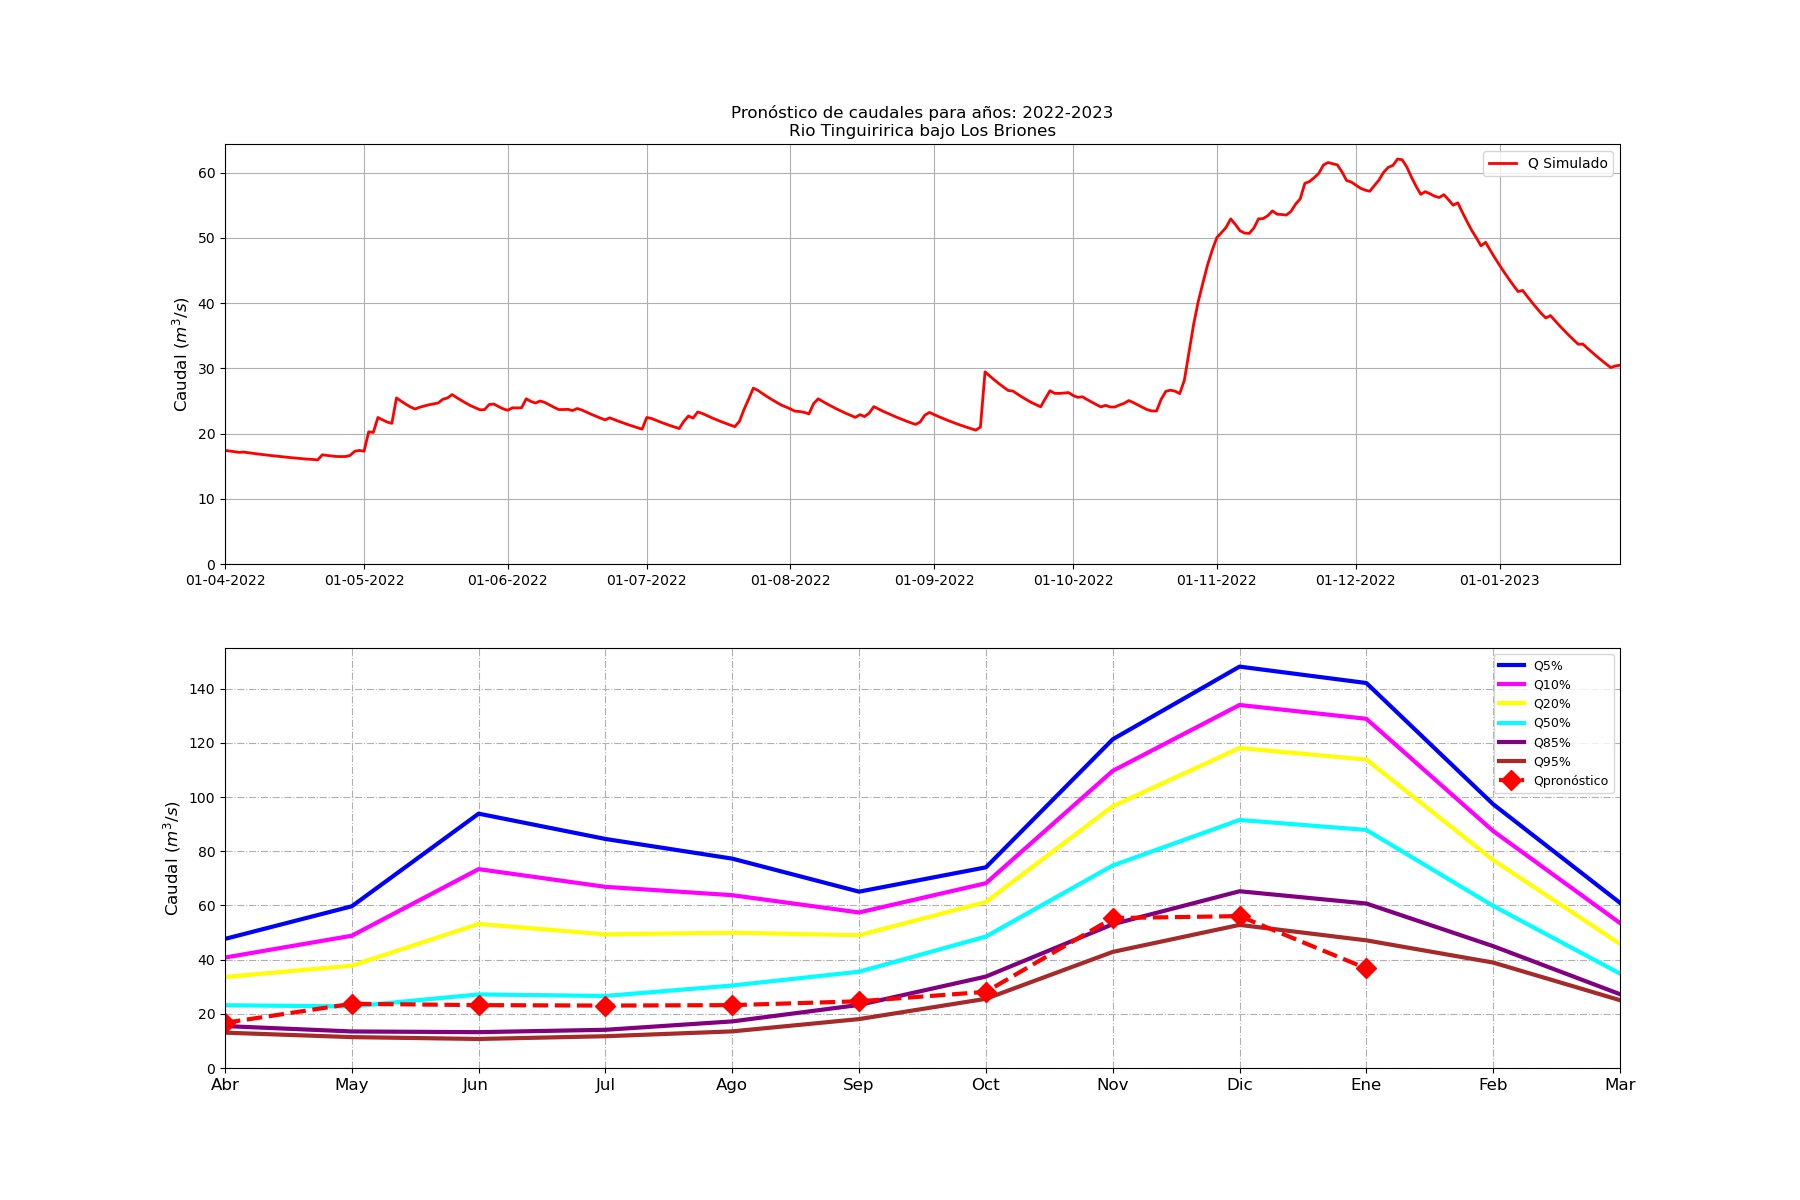 Pronóstico de caudales para años: 2022-2023
Rio Tinguiririca bajo Los Briones
Q Simulado
Caudal (m³/s)
60
50
40
30
20
10
0
01-04-2022 01-05-2022 01-06-2022 01-07-2022 01-08-2022 01-09-2022 01-10-2022 01-11-2022 01-12-2022 01-01-2023
Q5%
Q10%
Q20%
Q50%
Q85%
Q95%
Qpronóstico
Caudal (m³/s)
140
120
100
80
60
40
20
0
Abr May Jun Jul Ago Sep Oct Nov Dic Ene Feb Mar